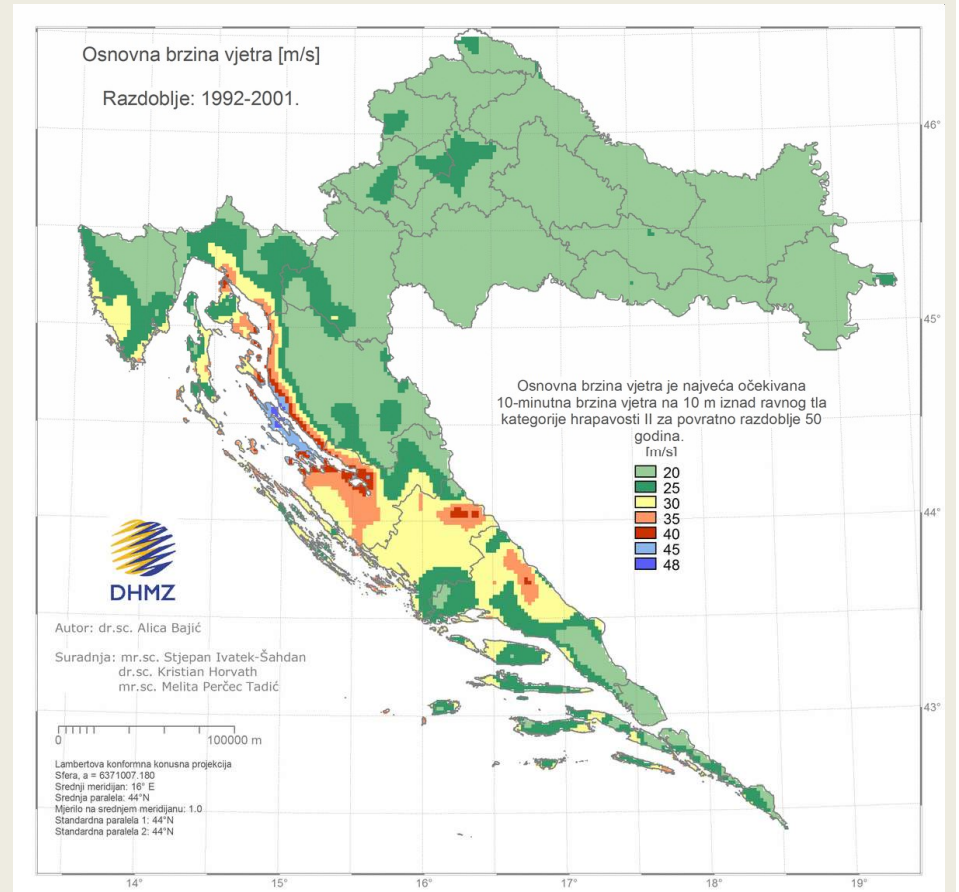 Osnovna brzina vjetra [m/s]
Razdoblje: 1992-2001.
46°
45°
Osnovna brzina vjetra je najveća očekivana
10-minutna brzina vjetra na 10 m iznad ravnog tla
kategorije hrapavosti II za povratno razdoblje 50
godina.
[m/s]
20
25
30
35
40
45
48
44°
DHMZ
Autor: dr.sc. Alica Bajić
Suradnja: mr.sc. Stjepan Ivatek-Šahdan
dr.sc. Kristian Horvath
mr.sc. Melita Perčec Tadić
43°
0 100000 m
Lambertova konformna konusna projekcija
Sfera, a = 6371007.180
Srednji meridijan: 16° E
Srednja paralela: 44°N
Mjerilo na srednjem meridijanu: 1.0
Standardna paralela 1: 44°N
Standardna paralela 2: 44°N
14° 15° 16° 17° 18° 19°